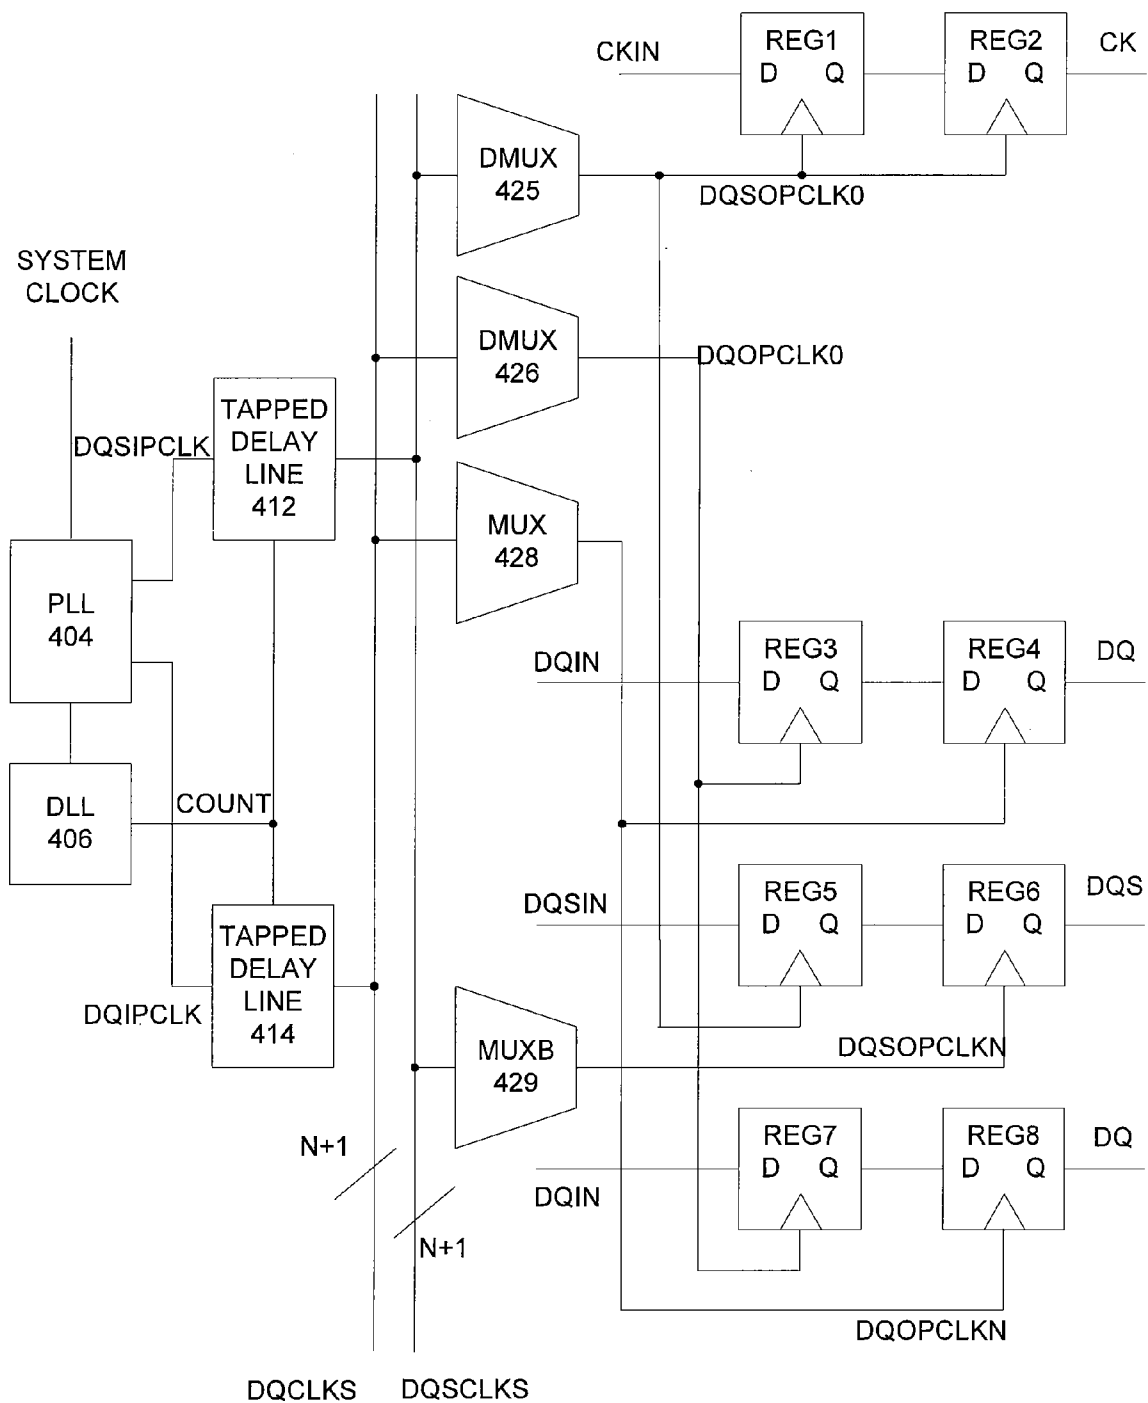 REG1
REG2
CK
CKIN
D Q
D Q
DMUX
425
DQSOPCLK0
SYSTEM
CLOCK
DMUX
426
DQOPCLK0
TAPPED
DELAY
LINE
412
DQSIPCLK
MUX
428
PLL
404
DQIN
REG3
D Q
REG4
D Q
DQ
DLL
406
COUNT
DQSIN
REG5
D Q
REG6
D Q
DQS
TAPPED
DELAY
LINE
414
DQIPCLK
MUXB
429
DQSOPCLKN
N+1
DQIN
REG7
D Q
REG8
D Q
DQ
N+1
DQOPCLKN
DQCLKS
DQSCLKS